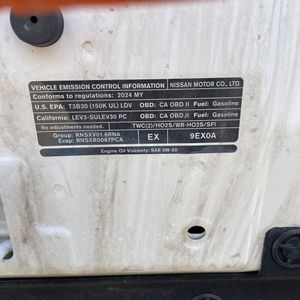 VEHICLE EMISSION CONTROL INFORMATION NISSAN MOTOR CO., LTD.
Conforms to regulations: 2024 MY
U.S. EPA: T3B30 (150K UL) LDV OBD: CA OBD II Fuel: Gasoline
California: LEV3-SULEV30 PC OBD: CA OBD II Fuel: Gasoline
No adjustments needed. TWC(2)/HO2S/WR-HO2S/SFI
Group: RNSXV01.6RNA
Evap: RNSXR0087PCA
EX 9EX0A
Engine Oil Viscosity: SAE 0W-20